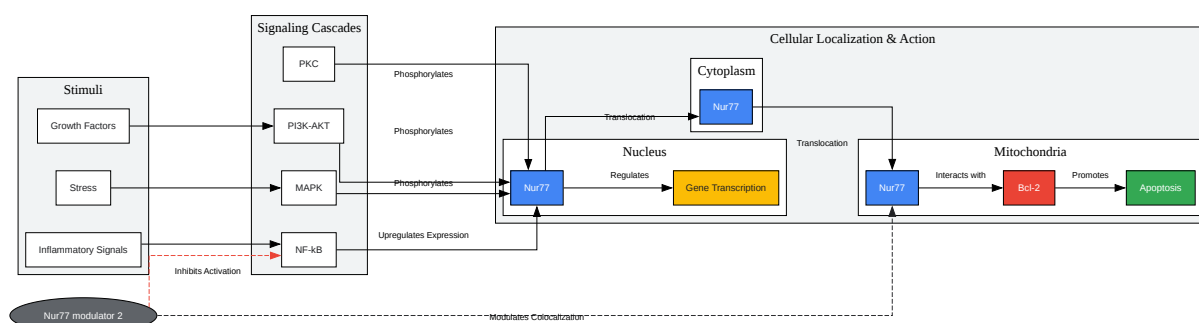 Signaling Cascades
Cellular Localization & Action
PKC
Phosphorylates
Cytoplasm
Stimuli
Nur77
Growth Factors
PI3K-AKT
Phosphorylates
Translocation
Translocation
Nucleus
Mitochondria
Stress
MAPK
Phosphorylates
Nur77
Regulates
Gene Transcription
Nur77
Interacts with
Bcl-2
Promotes
Apoptosis
Inflammatory Signals
NF-kB
Upregulates Expression
Inhibits Activation
Nur77 modulator 2
Modulates Colocalization